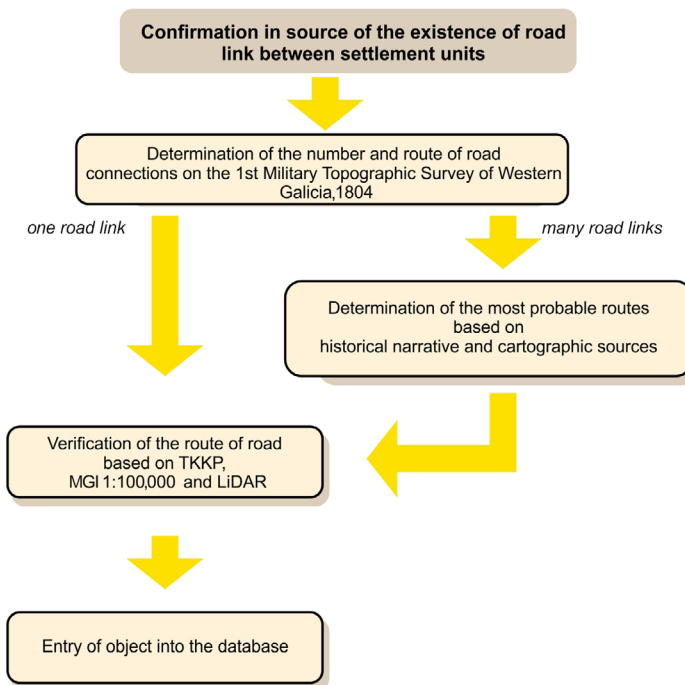 Confirmation in source of the existence of road
link between settlement units
Determination of the number and route of road
connections on the 1st Military Topographic Survey of Western
Galicia,1804
one road link
many road links
Determination of the most probable routes
based on
historical narrative and cartographic sources
Verification of the route of road
based on TKKP,
MGI 1:100,000 and LiDAR
Entry of object into the database